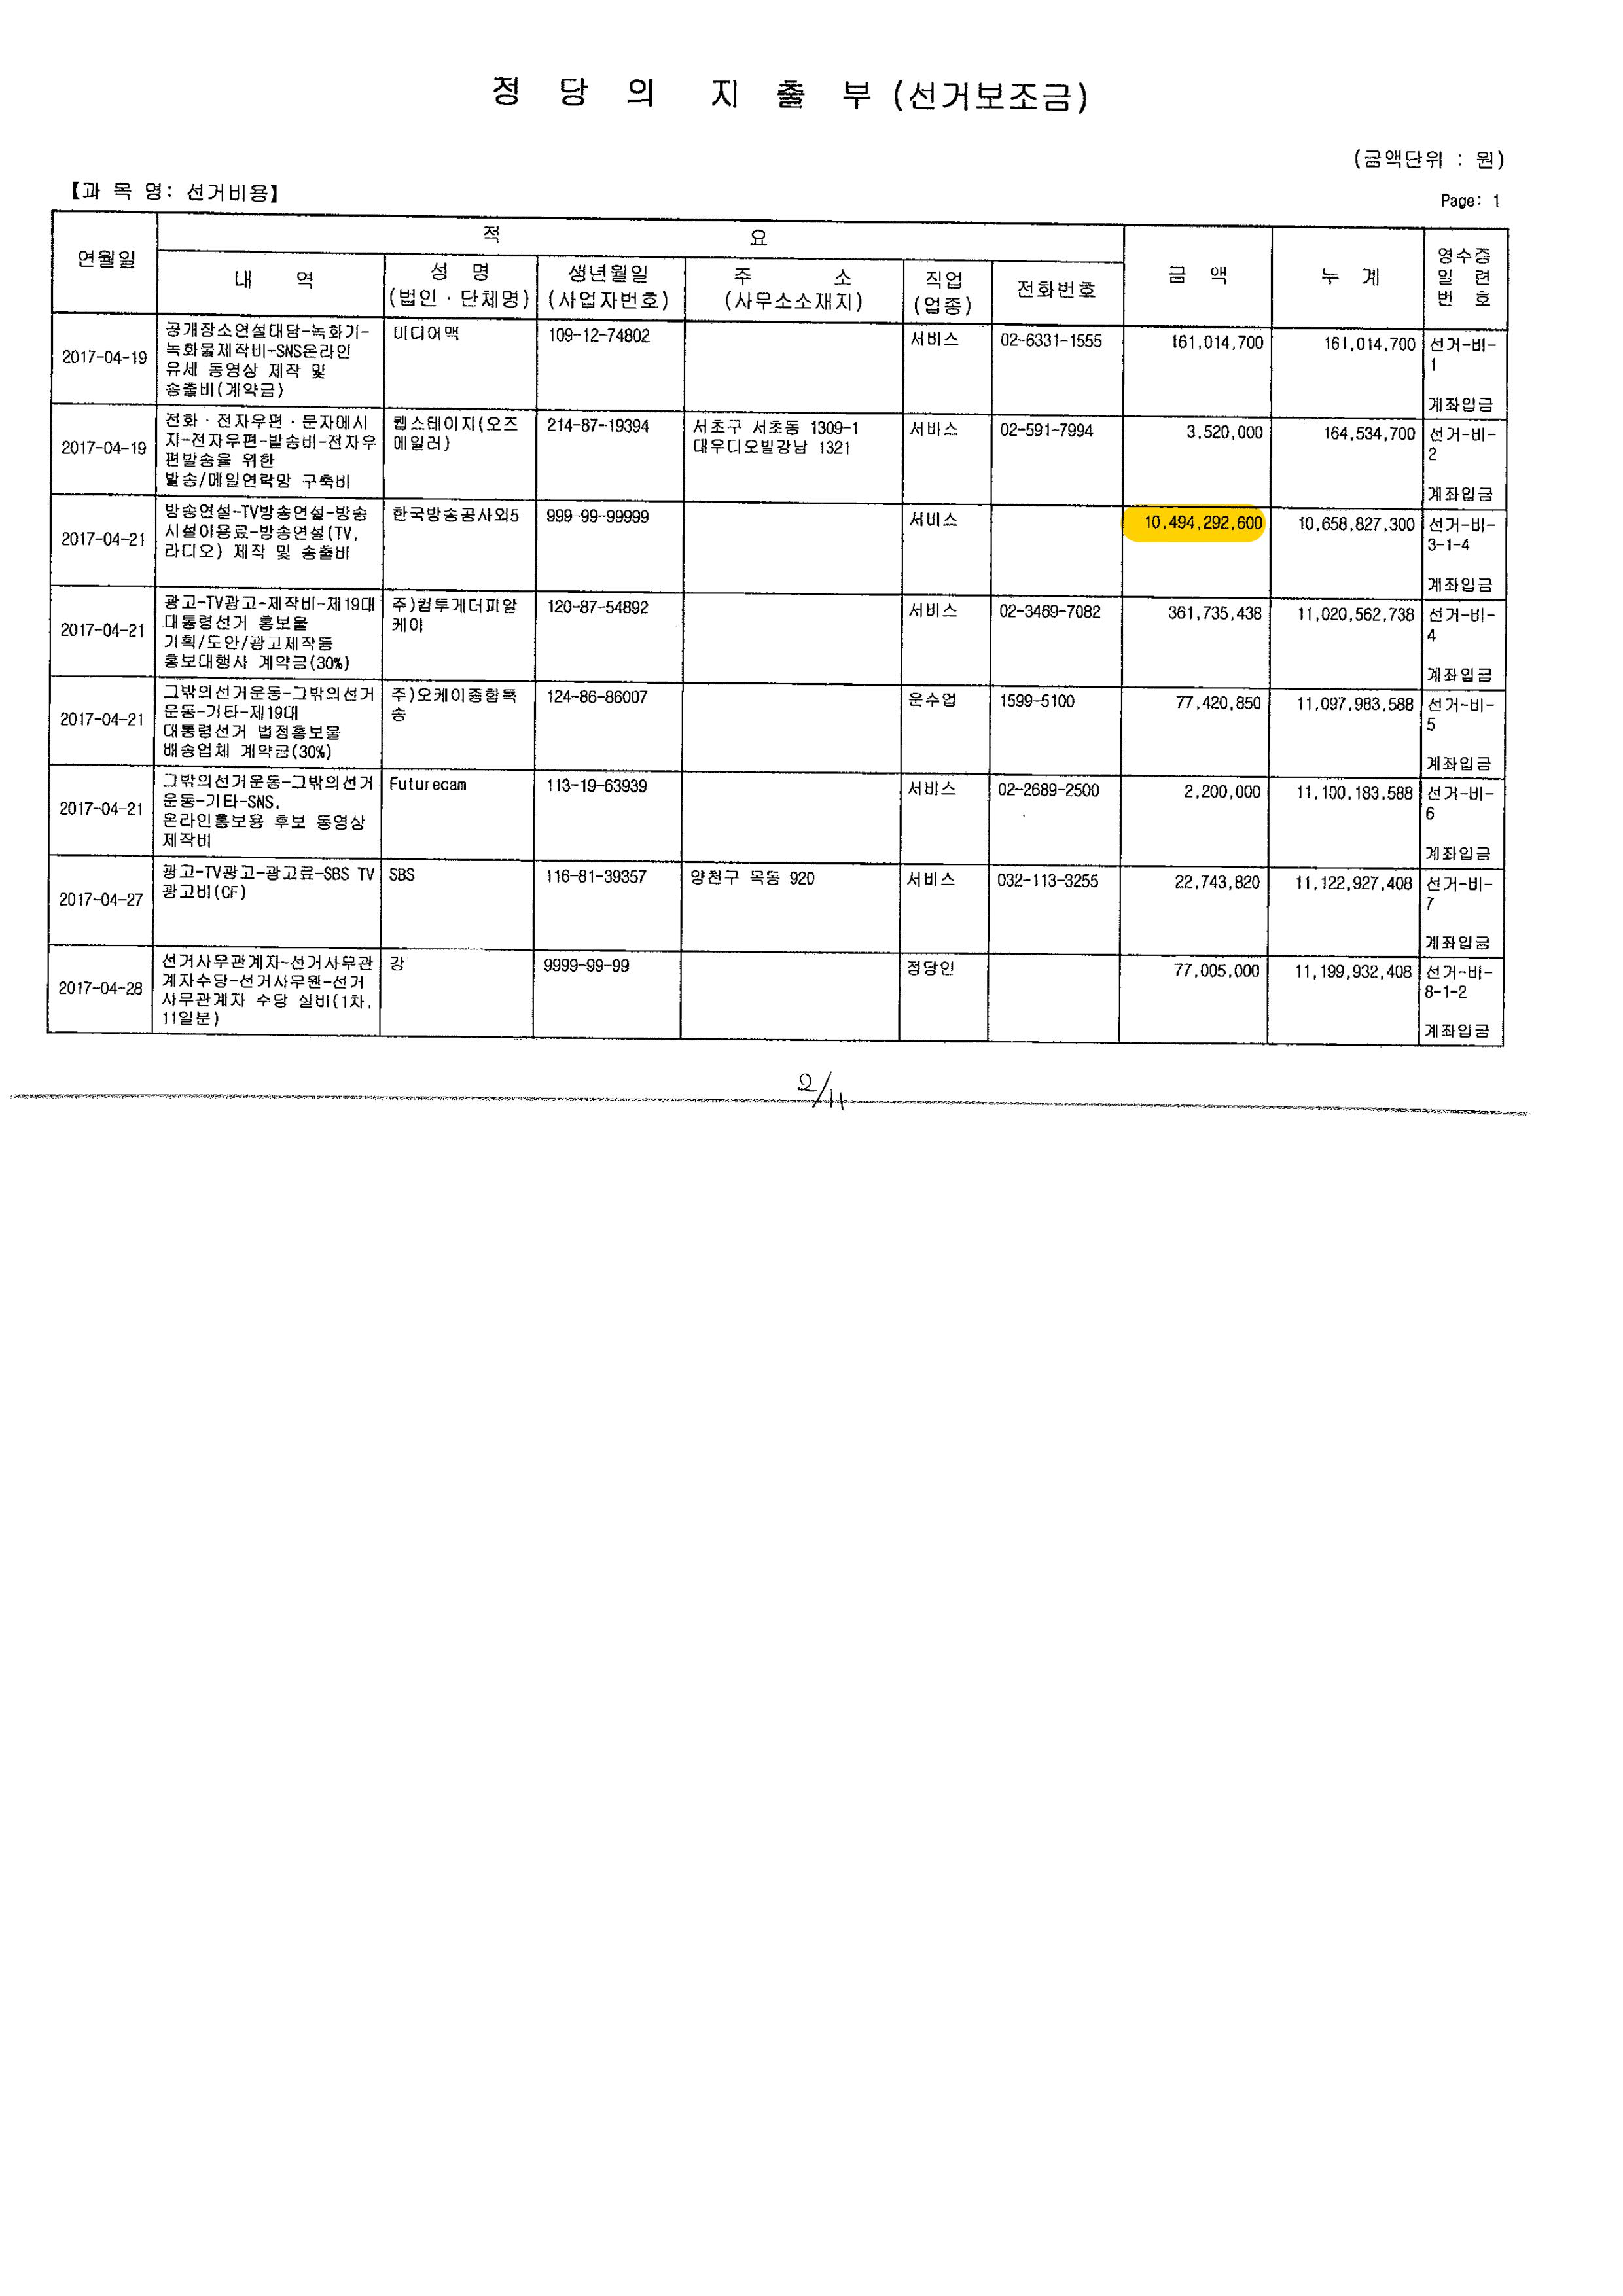 정 당 의 지 출 부 (선거보조금)
(금액단위 : 원)
【과 목 명: 선거비용】
Page: 1
연월일
적 요
금 액
누 계
영수증
일 련
번 호
내 역
성 명
(법인 · 단체명)
생년월일
(사업자번호)
주 소
(사무소소재지)
직업
(업종)
전화번호
2017-04-19
공개장소연설대담-녹화기-
녹화물제작비-SNS온라인
유세 동영상 제작 및
송출비(계약금)
미디어맥
109-12-74802
서비스
02-6331-1555
161,014,700
161,014,700
선거-비-
1
계좌입금
2017-04-19
전화 · 전자우편 · 문자메시
지-전자우편-발송비-전자우
편발송을 위한
발송/메일연락망 구축비
웹스테이지(오즈
메일러)
214-87-19394
서초구 서초동 1309-1
대우디오빌강남 1321
서비스
02-591-7994
3,520,000
164,534,700
선거-비-
2
계좌입금
2017-04-21
방송연설-TV방송연설-방송
시설이용료-방송연설(TV,
라디오) 제작 및 송출비
한국방송공사외5
999-99-99999
서비스
10,494,292,600
10,658,827,300
선거-비-
3-1-4
계좌입금
2017-04-21
광고-TV광고-제작비-제19대
대통령선거 홍보물
기획/도안/광고제작등
홍보대행사 계약금(30%)
주)컴투게더피알
케이
120-87-54892
서비스
02-3469-7082
361,735,438
11,020,562,738
선거-비-
4
계좌입금
2017-04-21
그밖의선거운동-그밖의선거
운동-기타-제19대
대통령선거 법정홍보물
배송업체 계약금(30%)
주)오케이종합특
송
124-86-86007
운수업
1599-5100
77,420,850
11,097,983,588
선거-비-
5
계좌입금
2017-04-21
그밖의선거운동-그밖의선거
운동-기타-SNS,
온라인홍보용 후보 동영상
제작비
Futurecam
113-19-63939
서비스
02-2689-2500
2,200,000
11,100,183,588
선거-비-
6
계좌입금
2017-04-27
광고-TV광고-광고료-SBS TV
광고비(CF)
SBS
116-81-39357
양천구 목동 920
서비스
032-113-3255
22,743,820
11,122,927,408
선거-비-
7
계좌입금
2017-04-28
선거사무관계자-선거사무관
계자수당-선거사무원-선거
사무관계자 수당 실비(1차,
11일분)
강
9999-99-99
정당인
77,005,000
11,199,932,408
선거-비-
8-1-2
계좌입금
2/11